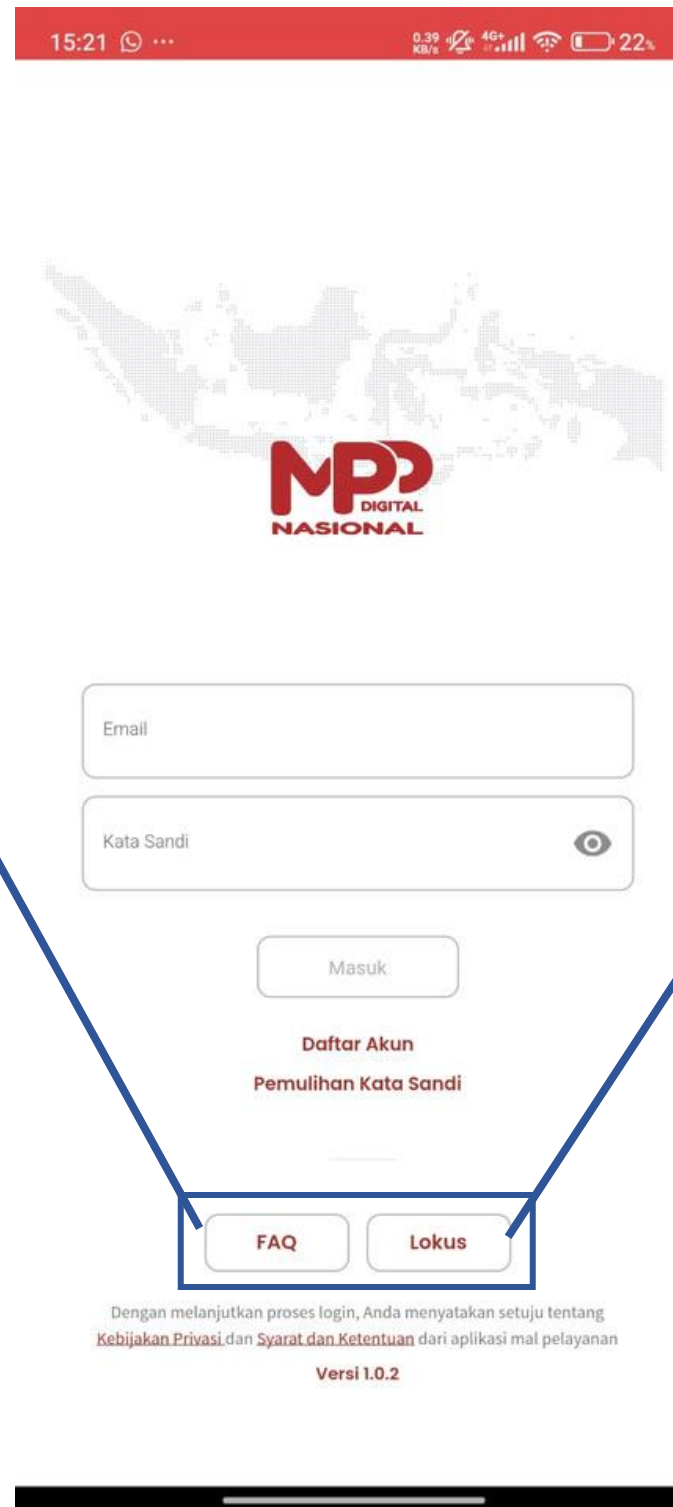 15:21 ...
0.39 KB/s 4G+ 22%
MPP
DIGITAL
NASIONAL
Email
Kata Sandi
Masuk
Daftar Akun
Pemulihan Kata Sandi
FAQ Lokus
Dengan melanjutkan proses login, Anda menyatakan setuju tentang
Kebijakan Privasi dan Syarat dan Ketentuan dari aplikasi mal pelayanan
Versi 1.0.2